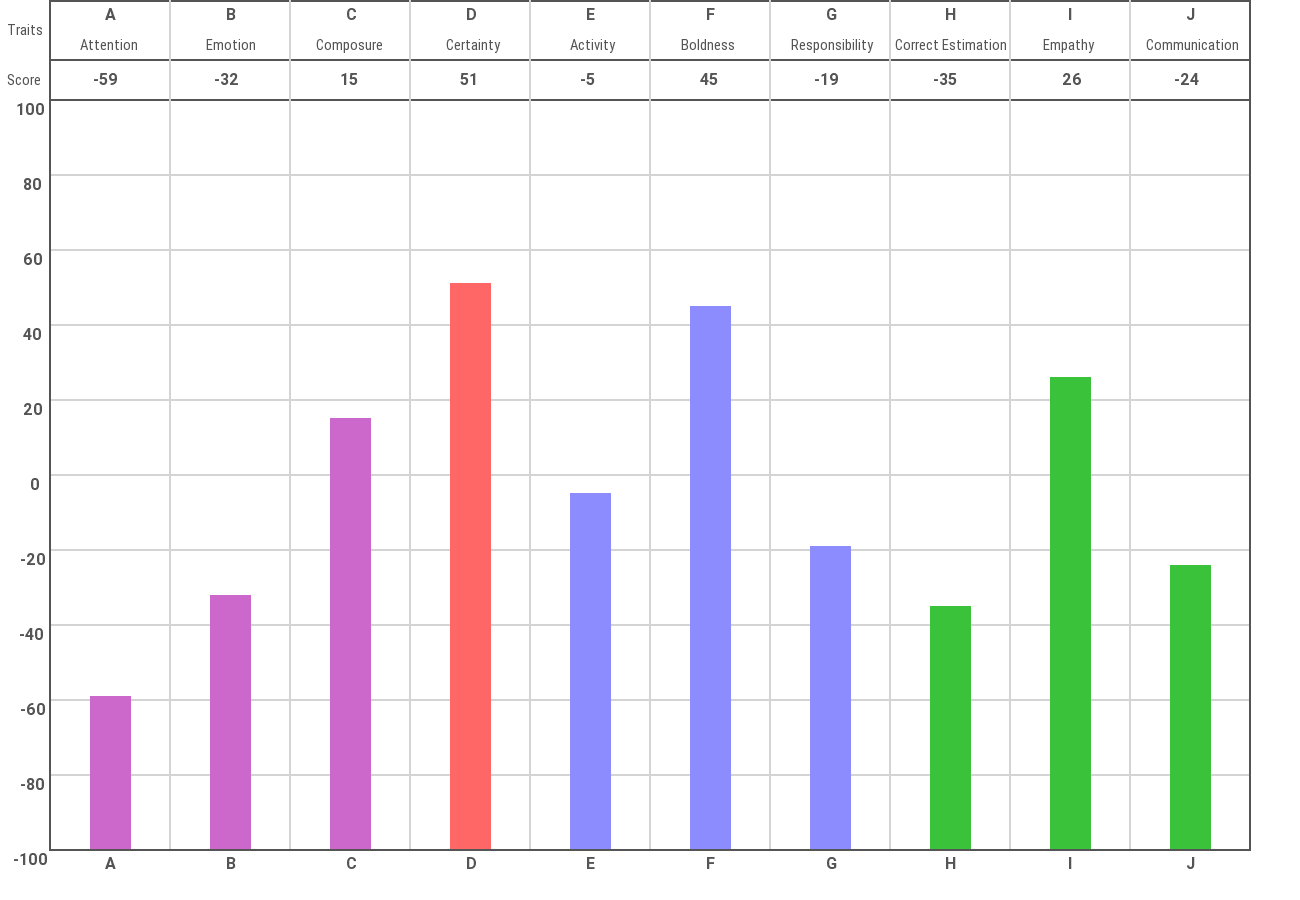 A B C D E F G H I J
Traits
Attention Emotion Composure Certainty Activity Boldness Responsibility Correct Estimation Empathy Communication
Score -59 -32 15 51 -5 45 -19 -35 26 -24
100
80
60
40
20
0
-20
-40
-60
-80
-100
A B C D E F G H I J